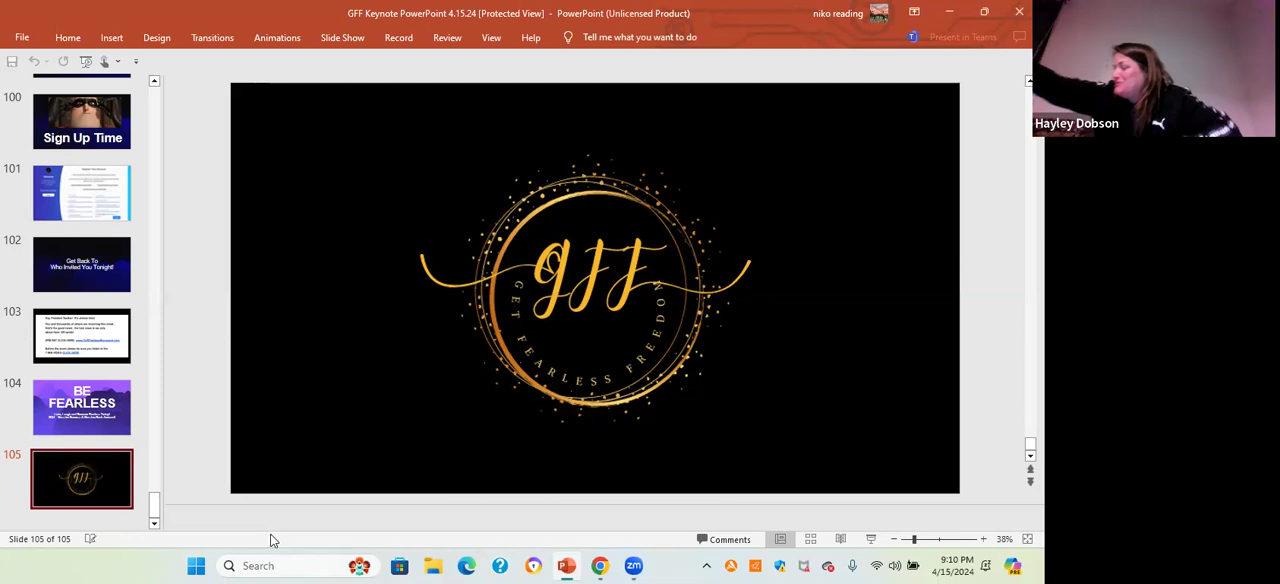 GFF Keynote PowerPoint 4.15.24 [Protected View] - PowerPoint (Unlicensed Product)
niko reading
File Home Insert Design Transitions Animations Slide Show Record Review View Help Tell me what you want to do
Present in Teams
Hayley Dobson
100
Sign Up Time
101
102
Get Back To
Who Invited You Tonight!
103
104
BE
FEARLESS
105
gff
gff
GET FEARLESS FREEDOM
Slide 105 of 105
Comments
38%
Search
zm
PRE
9:10 PM
4/15/2024